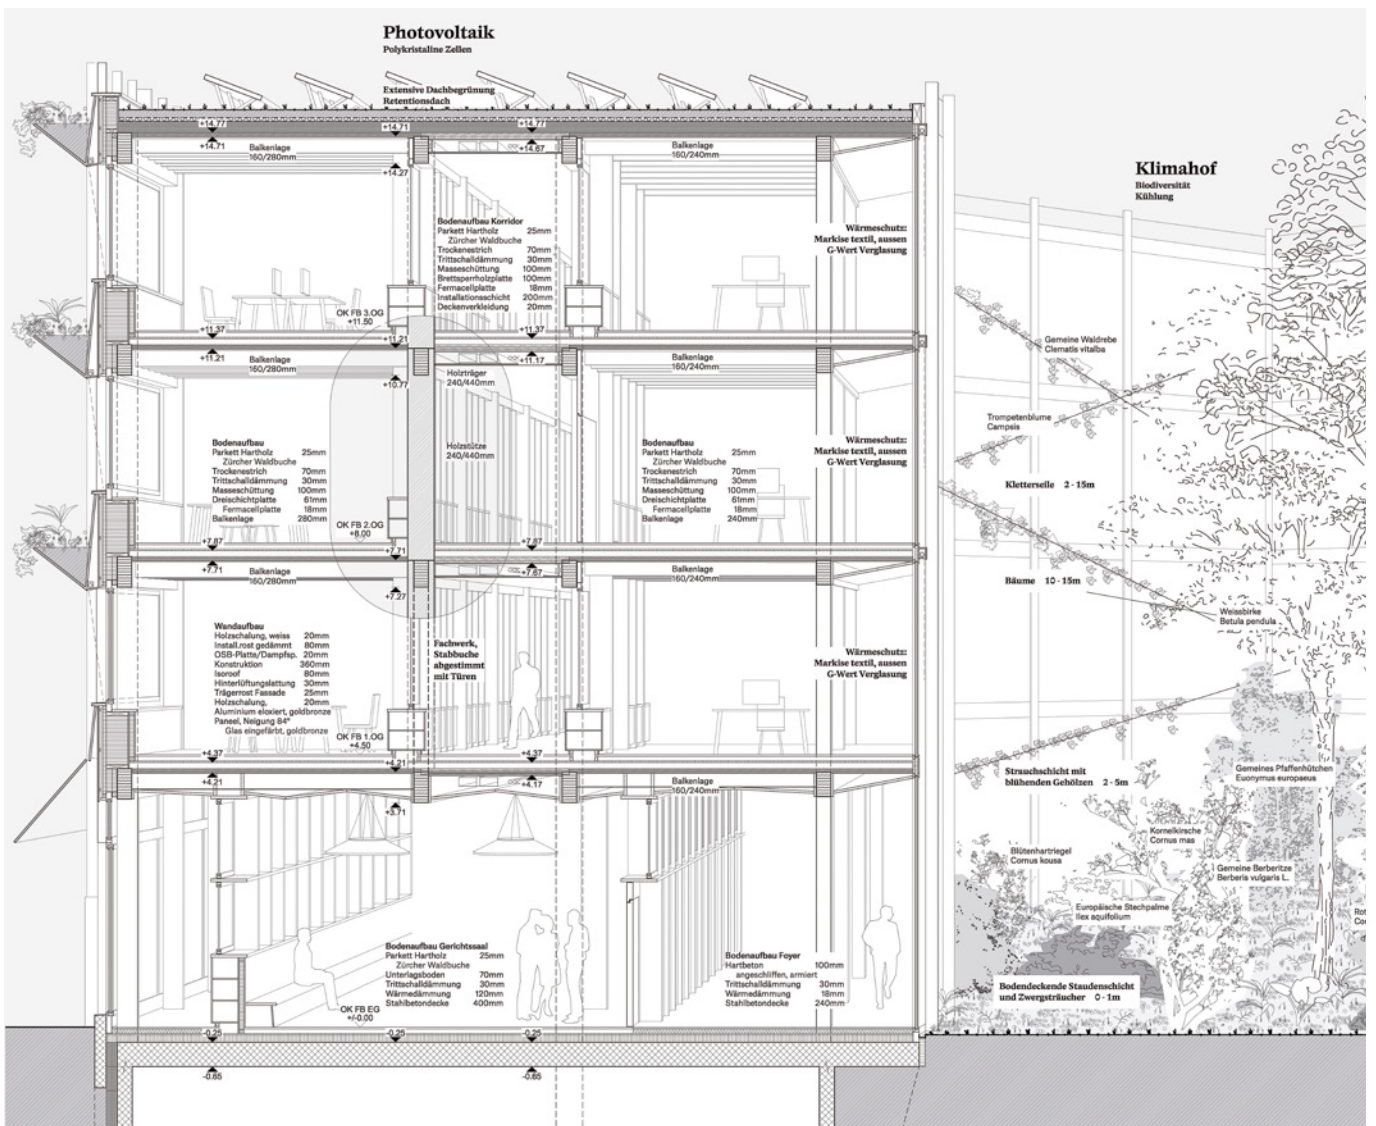 Photovoltaik
Polykristaline Zellen
Extensive Dachbegrünung
Retentionsdach
+14.77
+14.71
+14.77
+14.71
+14.67
Balkenlage
160/280mm
Balkenlage
160/240mm
+14.27
Klimahof
Biodiversität
Kühlung
Bodenaufbau Korridor
Parkett Hartholz 25mm
Zürcher Waldbuche
Trockenestrich 70mm
Trittschalldämmung 30mm
Masseschüttung 100mm
Brettsperrholzplatte 100mm
Fermacellplatte 18mm
Installationsschicht 200mm
Deckenverkleidung 20mm
Wärmeschutz:
Markise textil, aussen
G-Wert Verglasung
OK FB 3.OG
+11.50
+11.37
+11.21
+11.37
+11.21
+11.17
Balkenlage
160/280mm
Balkenlage
160/240mm
+10.77
Holzträger
240/440mm
Gemeine Waldrebe
Clematis vitalba
Trompetenblume
Campsis
Bodenaufbau
Parkett Hartholz 25mm
Zürcher Waldbuche
Trockenestrich 70mm
Trittschalldämmung 30mm
Masseschüttung 100mm
Dreischichtplatte 61mm
Fermacellplatte 18mm
Balkenlage 280mm
Holzstütze
240/440mm
Bodenaufbau
Parkett Hartholz 25mm
Zürcher Waldbuche
Trockenestrich 70mm
Trittschalldämmung 30mm
Masseschüttung 100mm
Dreischichtplatte 61mm
Fermacellplatte 18mm
Balkenlage 240mm
Wärmeschutz:
Markise textil, aussen
G-Wert Verglasung
Kletterseile 2 - 15m
OK FB 2.OG
+8.00
+7.87
+7.71
+7.87
+7.71
+7.67
Balkenlage
160/280mm
Balkenlage
160/240mm
+7.27
Bäume 10 - 15m
Weissbirke
Betula pendula
Wandaufbau
Holzschalung, weiss 20mm
Install.rost gedämmt 80mm
OSB-Platte/Dampfsp. 20mm
Konstruktion 360mm
Isoroof 80mm
Hinterlüftungslattung 30mm
Trägerrost Fassade 25mm
Holzschalung, 20mm
Aluminium eloxiert, goldbronze
Paneel, Neigung 84°
Glas eingefärbt, goldbronze
Fachwerk,
Stabbuche
abgestimmt
mit Türen
Wärmeschutz:
Markise textil, aussen
G-Wert Verglasung
OK FB 1.OG
+4.50
+4.37
+4.21
+4.37
+4.21
+4.17
Balkenlage
160/240mm
+3.71
Strauchschicht mit
blühenden Gehölzen 2 - 5m
Gemeines Pfaffenhütchen
Euonymus europaeus
Kornelkirsche
Cornus mas
Blütenhartriegel
Cornus kousa
Gemeine Berberitze
Berberis vulgaris L.
Europäische Stechpalme
Ilex aquifolium
Rot
Bodenaufbau Gerichtssaal
Parkett Hartholz 25mm
Zürcher Waldbuche
Unterlagsboden 70mm
Trittschalldämmung 30mm
Wärmedämmung 120mm
Stahlbetondecke 400mm
Bodenaufbau Foyer
Hartbeton 100mm
angeschliffen, armiert
Trittschalldämmung 30mm
Wärmedämmung 18mm
Stahlbetondecke 240mm
Bodendeckende Staudenschicht
und Zwergsträucher 0 - 1m
OK FB EG
+/-0.00
-0.25
-0.25
-0.25
-0.65
-0.65